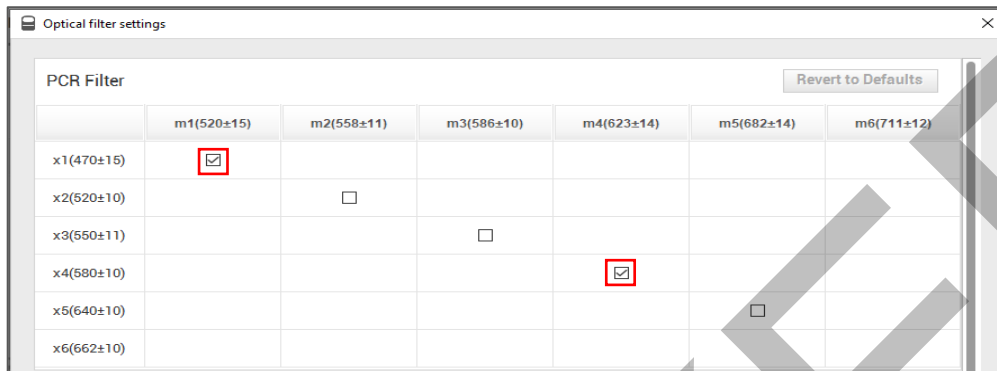 Optical filter settings
PCR Filter
Revert to Defaults
m1(520±15) m2(558±11) m3(586±10) m4(623±14) m5(682±14) m6(711±12)
x1(470±15)
x2(520±10)
x3(550±11)
x4(580±10)
x5(640±10)
x6(662±10)